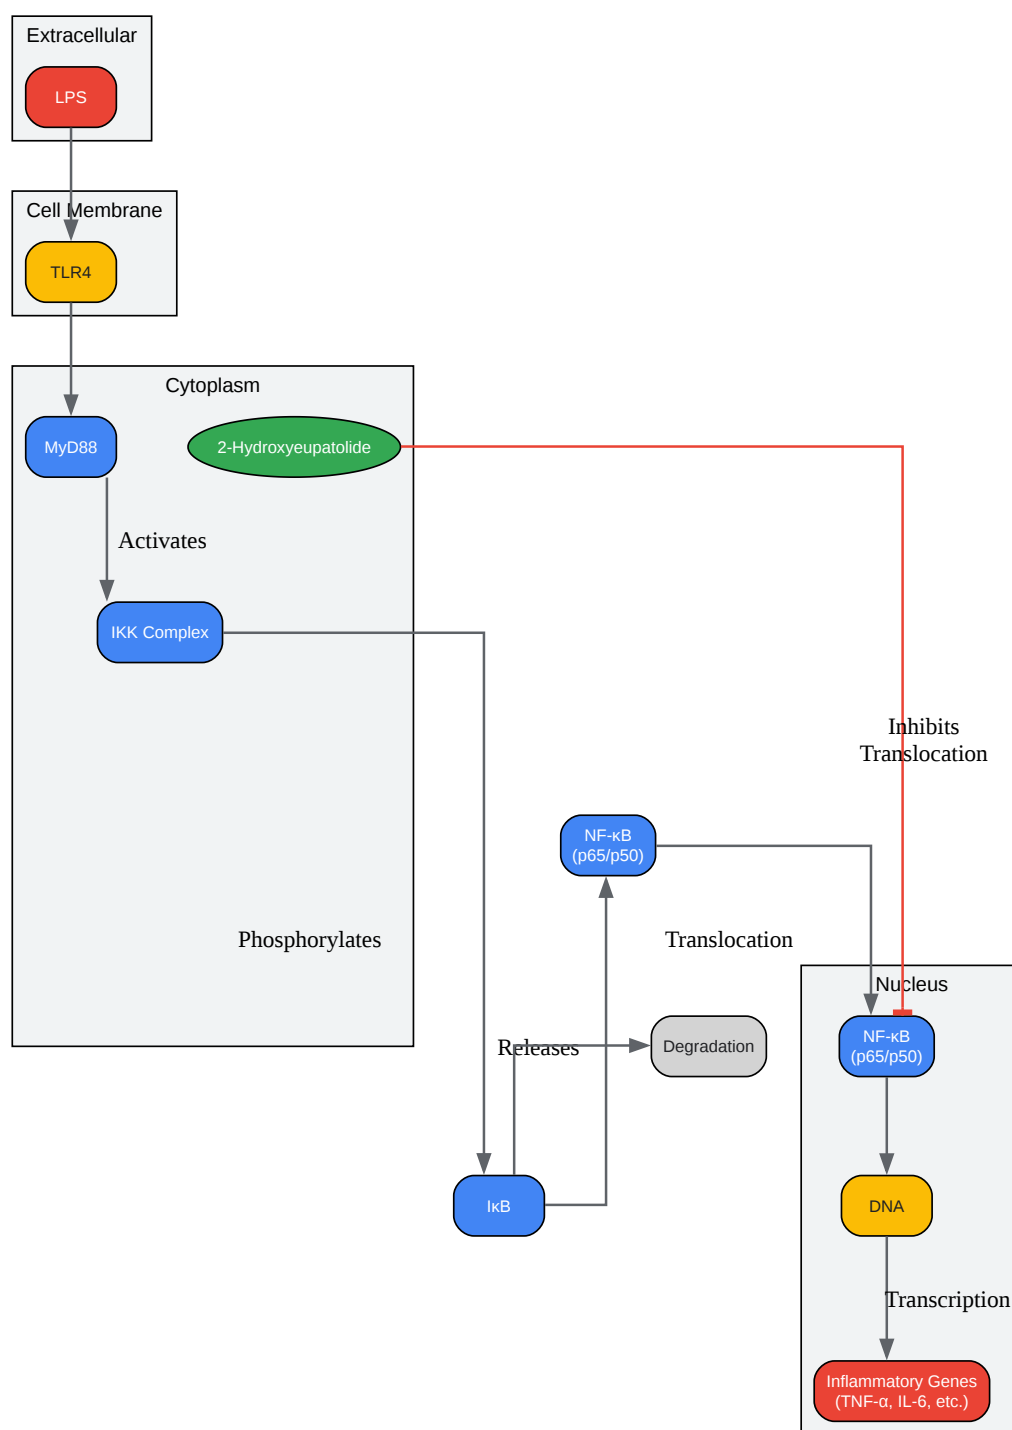 Extracellular
LPS
Cell Membrane
TLR4
Cytoplasm
MyD88
2-Hydroxyeupatolide
Activates
IKK Complex
Inhibits
Translocation
NF-κB
(p65/p50)
Phosphorylates
Translocation
Nucleus
NF-κB
(p65/p50)
Releases
Degradation
IκB
DNA
Transcription
Inflammatory Genes
(TNF-α, IL-6, etc.)